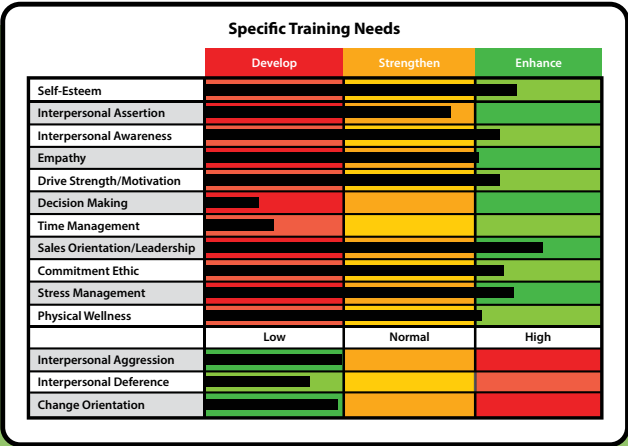 Specific Training Needs
Develop Strengthen Enhance
Self-Esteem
Interpersonal Assertion
Interpersonal Awareness
Empathy
Drive Strength/Motivation
Decision Making
Time Management
Sales Orientation/Leadership
Commitment Ethic
Stress Management
Physical Wellness
Low Normal High
Interpersonal Aggression
Interpersonal Deference
Change Orientation